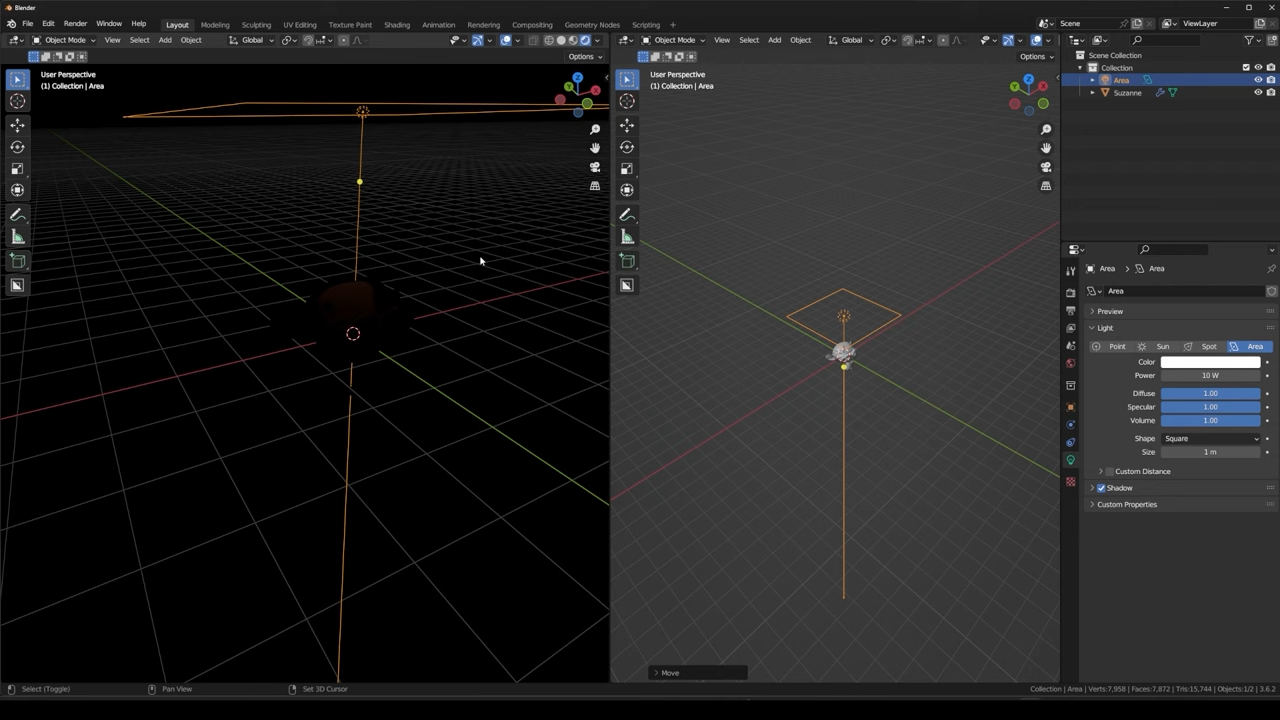 Blender
File Edit Render Window Help
Layout Modeling Sculpting UV Editing Texture Paint Shading Animation Rendering Compositing Geometry Nodes Scripting +
Scene
ViewLayer
Object Mode View Select Add Object Global
Options
User Perspective
(1) Collection | Area
Z
X
Object Mode View Select Add Object Global
Options
User Perspective
(1) Collection | Area
Y
Z
X
> Move
Scene Collection
Collection
Area
Suzanne
Area > Area
Area
Preview
Light
Point Sun Spot Area
Color
Power 10 W
Diffuse 1.00
Specular 1.00
Volume 1.00
Shape Square
Size 1 m
Custom Distance
Shadow
Custom Properties
Select (Toggle) Pan View Set 3D Cursor
Collection | Area | Verts:7,958 | Faces:7,872 | Tris:15,744 | Objects:1/2 | 3.6.2